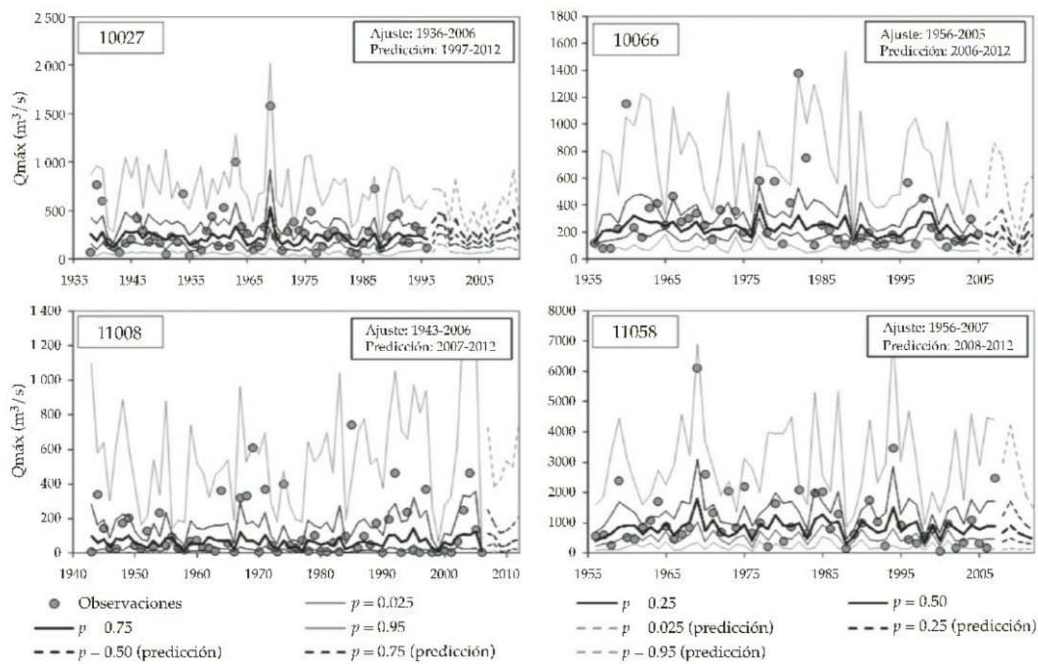 2 500
2 000
1 500
1 000
500
0
Qmáx (m³/s)
10027
Ajuste: 1936-2006
Predicción: 1997-2012
1935 1945 1955 1965 1975 1985 1995 2005
1800
1600
1400
1200
1000
800
600
400
200
0
10066
Ajuste: 1956-2005
Predicción: 2006-2012
1955 1965 1975 1985 1995 2005
1 400
1 200
1 000
800
600
400
200
0
Qmáx (m³/s)
11008
Ajuste: 1943-2006
Predicción: 2007-2012
1940 1950 1960 1970 1980 1990 2000 2010
8000
7000
6000
5000
4000
3000
2000
1000
0
11058
Ajuste: 1956-2007
Predicción: 2008-2012
1955 1965 1975 1985 1995 2005
Observaciones
p = 0.025
p 0.25
p = 0.50
p 0.75
p = 0.95
p 0.025 (predicción)
p = 0.25 (predicción)
p – 0.50 (predicción)
p = 0.75 (predicción)
p – 0.95 (predicción)